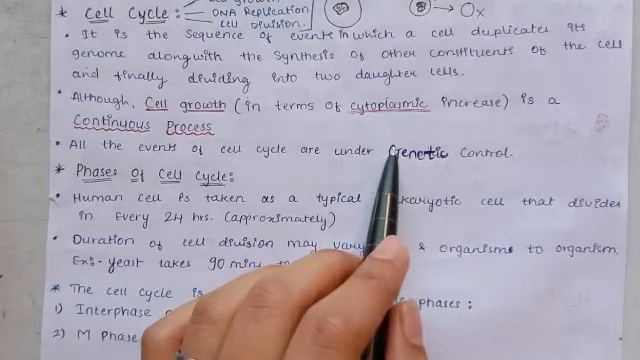 * Cell Cycle :-
DNA Replication
cell Division.
→ Ox
• It is the sequence of events in which a cell duplicates its
genome along with the synthesis of other constituents of the cell
and finally dividing into two daughter cells.
• Although, Cell growth (in terms of cytoplasmic increase) is a
Continuous Process
• All the events of cell cycle are under Genetic control.
* Phases Of Cell Cycle:-
• Human cell is taken as a typical cell that divides
in every 24 hrs. (approximately)
• Duration of cell division may organisms to organism.
Ex:- yeast takes 90 mins
* The cell cycle is phases :
1) Interphase
2) M Phase